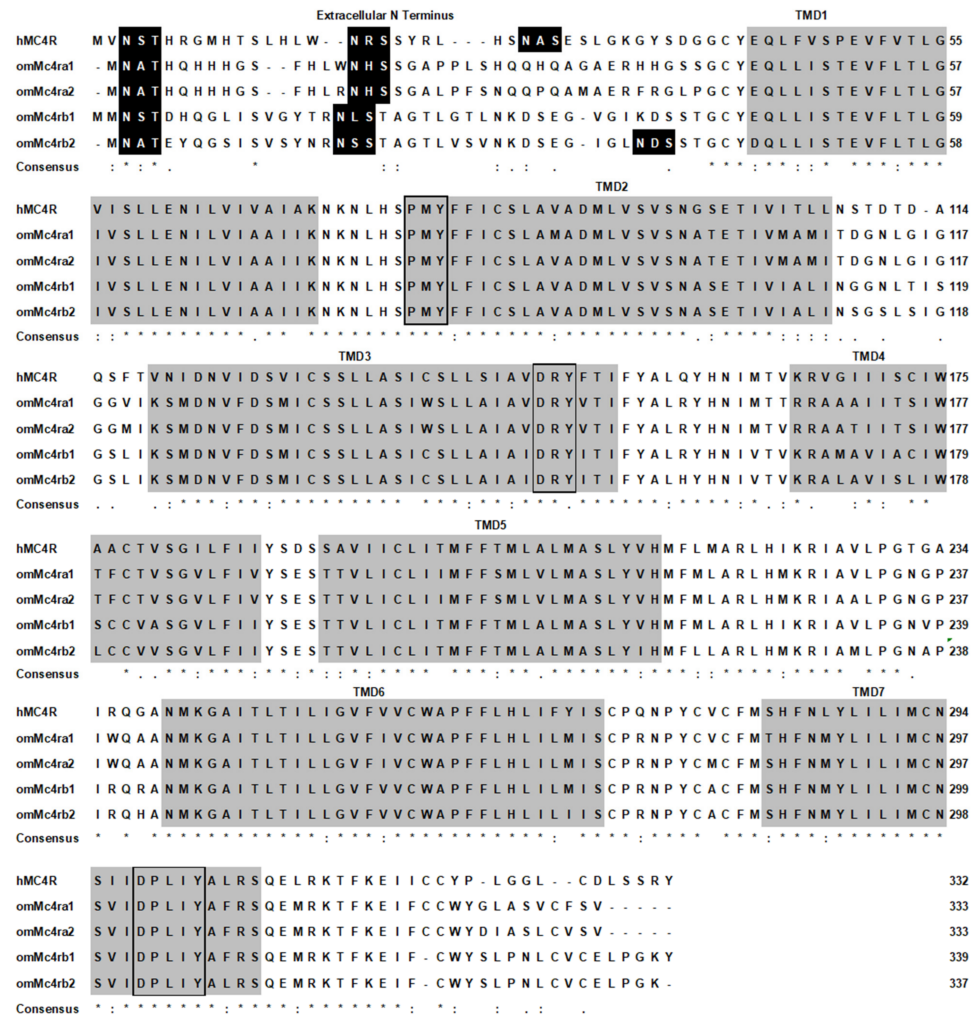 Extracellular N Terminus TMD1
hMC4R M V N S T H R G M H T S L H L W - N R S S Y R L - - - H S N A S E S L G K G Y S D G G C Y E Q L F V S P E V F V T L G 55
omMc4ra1 - M N A T H Q H H H G S - - F H L W N H S S G A P P L S H Q Q H Q A G A E R H H G S S G C Y E Q L L I S T E V F L T L G 57
omMc4ra2 - M N A T H Q H H H G S - - F H L R N H S S G A L P F S N Q Q P Q A M A E R F R G L P G C Y E Q L L I S T E V F L T L G 57
omMc4rb1 M M N S T D H Q G L I S V G Y T R N L S T A G T L G T L N K D S E G - V G I K D S S T G C Y E Q L L I S T E V F L T L G 59
omMc4rb2 - M N A T E Y Q G S I S V S Y N R N S S T A G T L V S V N K D S E G - I G L N D S S T G C Y D Q L L I S T E V F L T L G 58
Consensus : * : * . * : : : . : . . * * * : * * : : * * * * : * * *
TMD2
hMC4R V I S L L E N I L V I V A I A K N K N L H S P M Y F F I C S L A V A D M L V S V S N G S E T I V I T L L N S T D T D - A 114
omMc4ra1 I V S L L E N I L V I A A I I K N K N L H S P M Y F F I C S L A M A D M L V S V S N A T E T I V M A M I T D G N L G I G 117
omMc4ra2 I V S L L E N I L V I A A I I K N K N L H S P M Y F F I C S L A V A D M L V S V S N A T E T I V M A M I T D G N L G I G 117
omMc4rb1 I V S L L E N I L V I A A I I K N K N L H S P M Y L F I C S L A V A D M L V S V S N A S E T I V I A L I N G G N L T I S 119
omMc4rb2 I V S L L E N I L V I A A I I K N K N L H S P M Y F F I C S L A V A D M L V S V S N A S E T I V I A L I N S G S L S I G 118
Consensus : : * * * * * * * * * . * * * * * * * * * * * * : * * * * * * : * * * * * * * * * . : * * * * : : : : . . .
TMD3 TMD4
hMC4R Q S F T V N I D N V I D S V I C S S L L A S I C S L L S I A V D R Y F T I F Y A L Q Y H N I M T V K R V G I I I S C I W 175
omMc4ra1 G G V I K S M D N V F D S M I C S S L L A S I W S L L A I A V D R Y V T I F Y A L R Y H N I M T T R R A A A I I T S I W 177
omMc4ra2 G G M I K S M D N V F D S M I C S S L L A S I W S L L A I A V D R Y V T I F Y A L R Y H N I M T V R R A A T I I T S I W 177
omMc4rb1 G S L I K S M D N V F D S M I C S S L L A S I C S L L A I A I D R Y I T I F Y A L R Y H N I V T V K R A M A V I A C I W 179
omMc4rb2 G S L I K S M D N V F D S M I C S S L L A S I C S L L A I A I D R Y I T I F Y A L H Y H N I V T V K R A L A V I S L I W 178
Consensus . . . : * * * : * * : * * * * * * * * * * * * : * * : * * * . * * * * * * * * * * : * . : * . : * : * *
TMD5
hMC4R A A C T V S G I L F I I Y S D S S A V I I C L I T M F F T M L A L M A S L Y V H M F L M A R L H I K R I A V L P G T G A 234
omMc4ra1 T F C T V S G V L F I V Y S E S T T V L I C L I I M F F S M L V L M A S L Y V H M F M L A R L H M K R I A V L P G N G P 237
omMc4ra2 T F C T V S G V L F I V Y S E S T T V L I C L I I M F F S M L V L M A S L Y V H M F M L A R L H M K R I A A L P G N G P 237
omMc4rb1 S C C V A S G V L F I I Y S E S T T V L I C L I T M F F T M L A L M A S L Y V H M F M L A R L H I K R I A V L P G N V P 239
omMc4rb2 L C C V V S G V L F I I Y S E S T T V L I C L I T M F F T M L A L M A S L Y I H M F L L A R L H M K R I A M L P G N A P 238
Consensus * . . * * : * * * : * * : * : : * : * * * * * * * : * * . * * * * * * : * * * : : * * * * : * * * * * * * .
TMD6 TMD7
hMC4R I R Q G A N M K G A I T L T I L I G V F V V C W A P F F L H L I F Y I S C P Q N P Y C V C F M S H F N L Y L I L I M C N 294
omMc4ra1 I W Q A A N M K G A I T L T I L L G V F I V C W A P F F L H L I L M I S C P R N P Y C V C F M T H F N M Y L I L I M C N 297
omMc4ra2 I W Q A A N M K G A I T L T I L L G V F I V C W A P F F L H L I L M I S C P R N P Y C M C F M S H F N M Y L I L I M C N 297
omMc4rb1 I R Q R A N M K G A I T L T I L L G V F V V C W A P F F L H L I L M I S C P R N P Y C A C F M S H F N M Y L I L I M C N 299
omMc4rb2 I R Q H A N M K G A I T L T I L L G V F V V C W A P F F L H L I L I I S C P R N P Y C A C F M S H F N M Y L I L I M C N 298
Consensus * * * * * * * * * * * * * * : * * * : * * * * * * * * * * * : * * * * : * * * * * * * : * * * : * * * * * * * *
hMC4R S I I D P L I Y A L R S Q E L R K T F K E I I C C Y P - L G G L - - C D L S S R Y 332
omMc4ra1 S V I D P L I Y A F R S Q E M R K T F K E I F C C W Y G L A S V C F S V - - - - - 333
omMc4ra2 S V I D P L I Y A F R S Q E M R K T F K E I F C C W Y D I A S L C V S V - - - - - 333
omMc4rb1 S V I D P L I Y A F R S Q E M R K T F K E I F - C W Y S L P N L C V C E L P G K Y 339
omMc4rb2 S V I D P L I Y A L R S Q E M R K T F K E I F - C W Y S L P N L C V C E L P G K - 337
Consensus * : * * * * * * * : * * * * : * * * * * * * : * : : : .